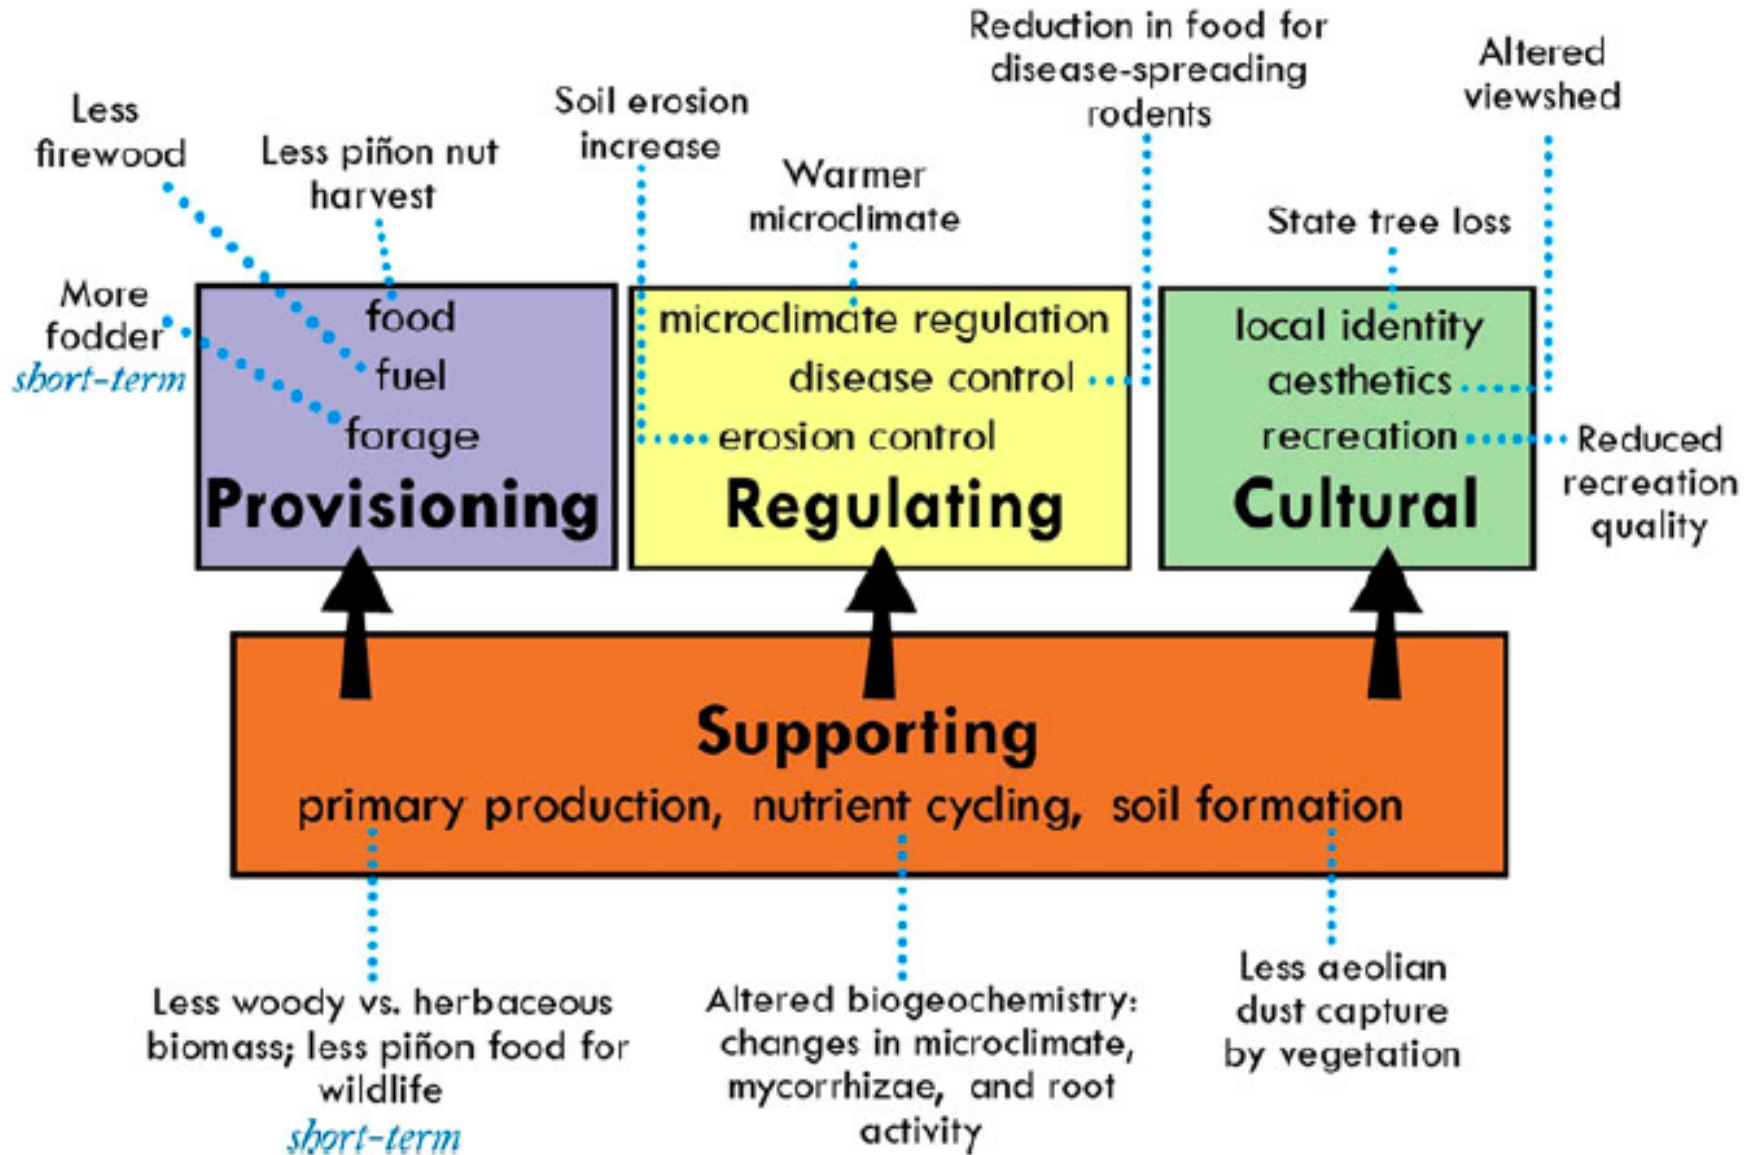 Less
firewood
Less piñon nut
harvest
Soil erosion
increase
Warmer
microclimate
Reduction in food for
disease-spreading
rodents
Altered
viewshed
State tree loss
More
fodder
short-term
food
fuel
forage
Provisioning
microclimate regulation
disease control
erosion control
Regulating
local identity
aesthetics
recreation
Cultural
Reduced
recreation
quality
Supporting
primary production, nutrient cycling, soil formation
Less woody vs. herbaceous
biomass; less piñon food for
wildlife
short-term
Altered biogeochemistry:
changes in microclimate,
mycorrhizae, and root
activity
Less aeolian
dust capture
by vegetation